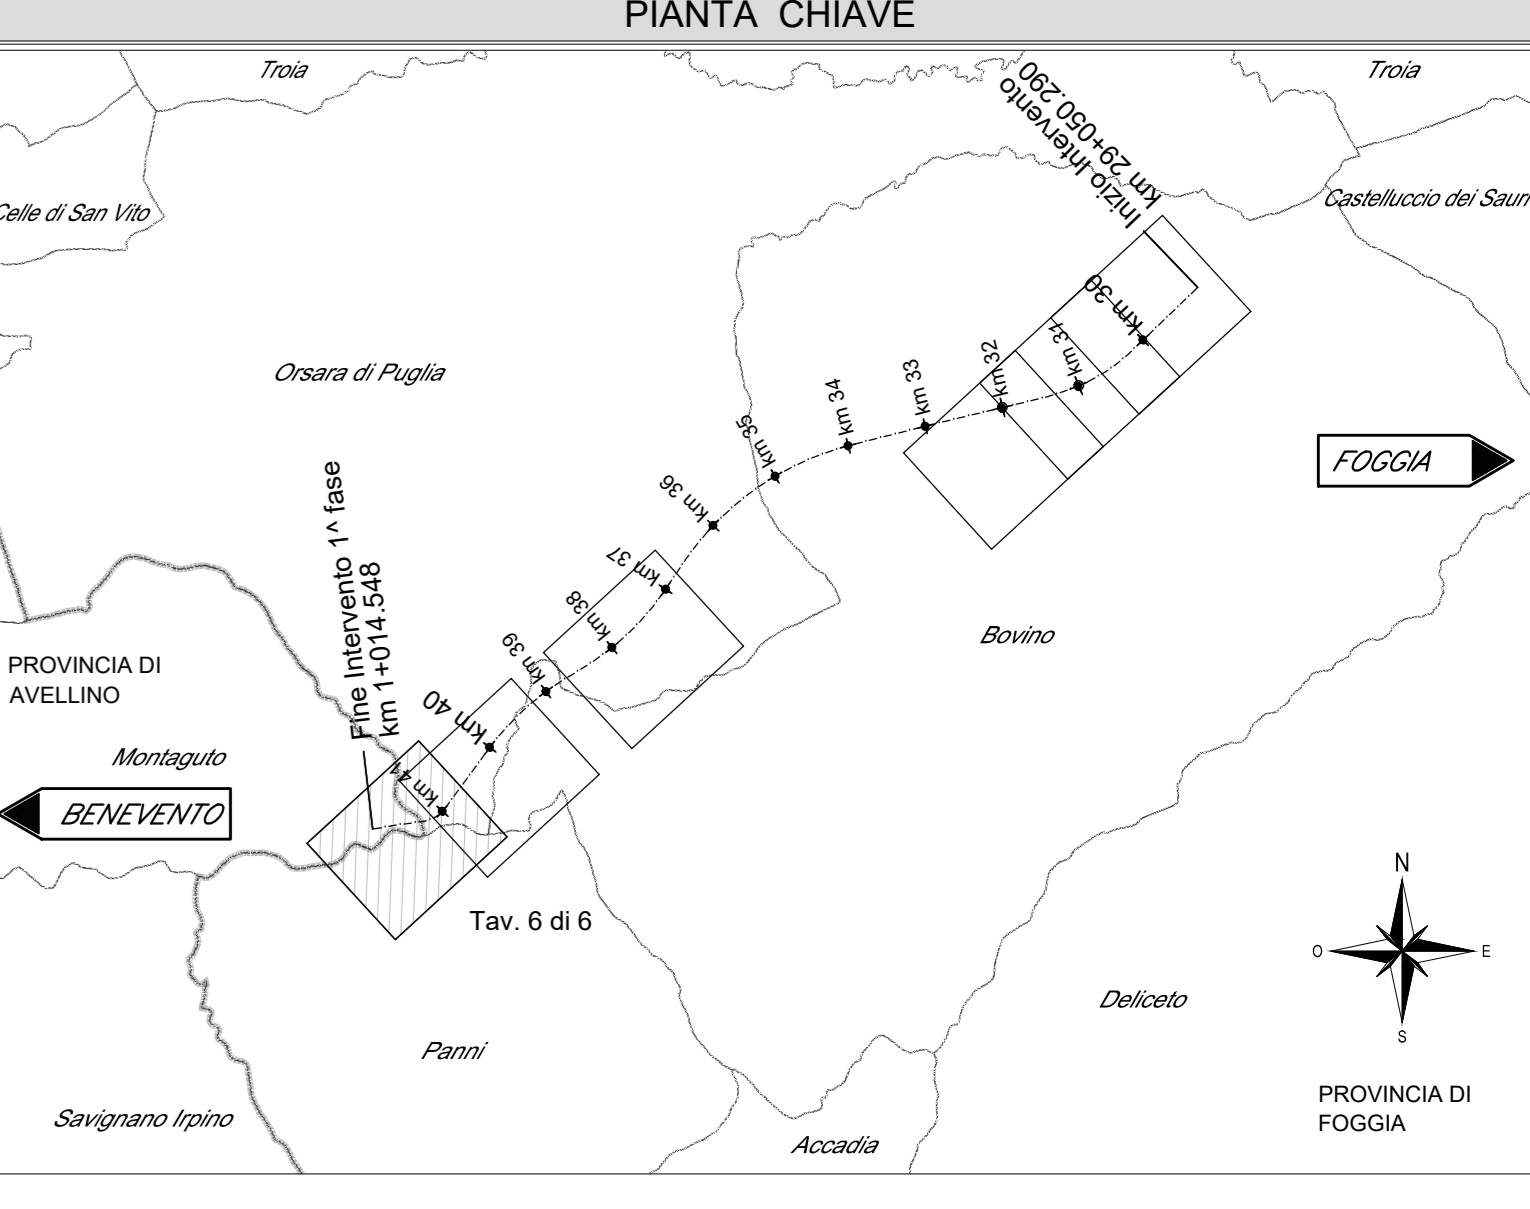 PIANTA CHIAVE
Troia
Troia
Inizio Intervento
km 29+050.290
Celle di San Vito
Castelluccio dei Sauri
Orsara di Puglia
km 30
km 31
km 32
km 33
km 34
km 35
km 36
km 37
km 38
km 39
km 40
km 41
FOGGIA
Fine Intervento 1^ fase
km 1+014.548
Bovino
PROVINCIA DI
AVELLINO
Montaguto
BENEVENTO
Tav. 6 di 6
N
O
E
S
Deliceto
Panni
Savignano Irpino
Accadia
PROVINCIA DI
FOGGIA